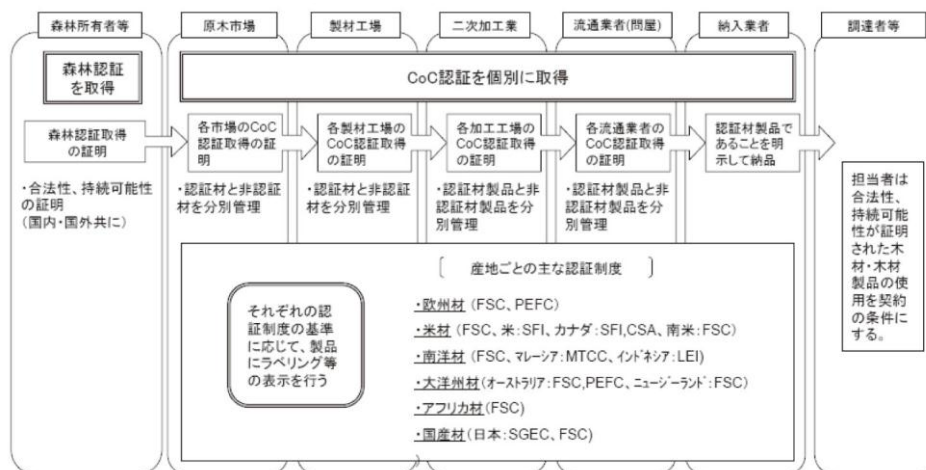 森林所有者等
原木市場
製材工場
二次加工業
流通業者(問屋)
納入業者
調達者等
森林認証
を取得
CoC認証を個別に取得
森林認証取得
の証明
各市場のCoC
認証取得の証
明
各製材工場の
CoC認証取得
の証明
各加工工場の
CoC認証取得
の証明
各流通業者の
CoC認証取得
の証明
認証材製品で
あることを明
示して納品
・合法性、持続可能性
の証明
(国内・国外共に)
・認証材と非認証
材を分別管理
・認証材と非認証
材を分別管理
・認証材製品と非
認証材製品を分
別管理
・認証材製品と非
認証材製品を分
別管理
担当者は
合法性、
持続可能
性が証明
された木
材・木材
製品の使
用を契約
の条件に
する。
それぞれの認
証制度の基準
に応じて、製品
にラベリング等
の表示を行う
〔 産地ごとの主な認証制度 〕
・欧州材 (FSC、PEFC)
・米材 (FSC、米:SFI、カナダ:SFI,CSA、南米:FSC)
・南洋材 (FSC、マレーシア:MTCC、インドネシア:LEI)
・大洋州材(オーストラリア:FSC,PEFC、ニュージーランド:FSC)
・アフリカ材(FSC)
・国産材(日本:SGEC、FSC)